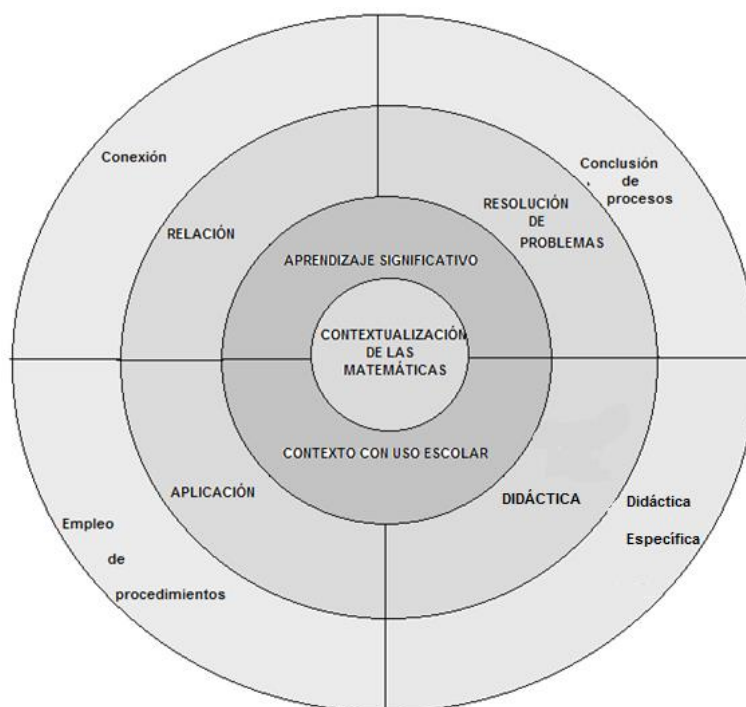 Conexión
Conclusión
de
procesos
RELACIÓN
RESOLUCIÓN
DE
PROBLEMAS
APRENDIZAJE SIGNIFICATIVO
CONTEXTUALIZACIÓN
DE LAS
MATEMÁTICAS
CONTEXTO CON USO ESCOLAR
APLICACIÓN
DIDÁCTICA
Didáctica
Específica
Empleo
de
procedimientos